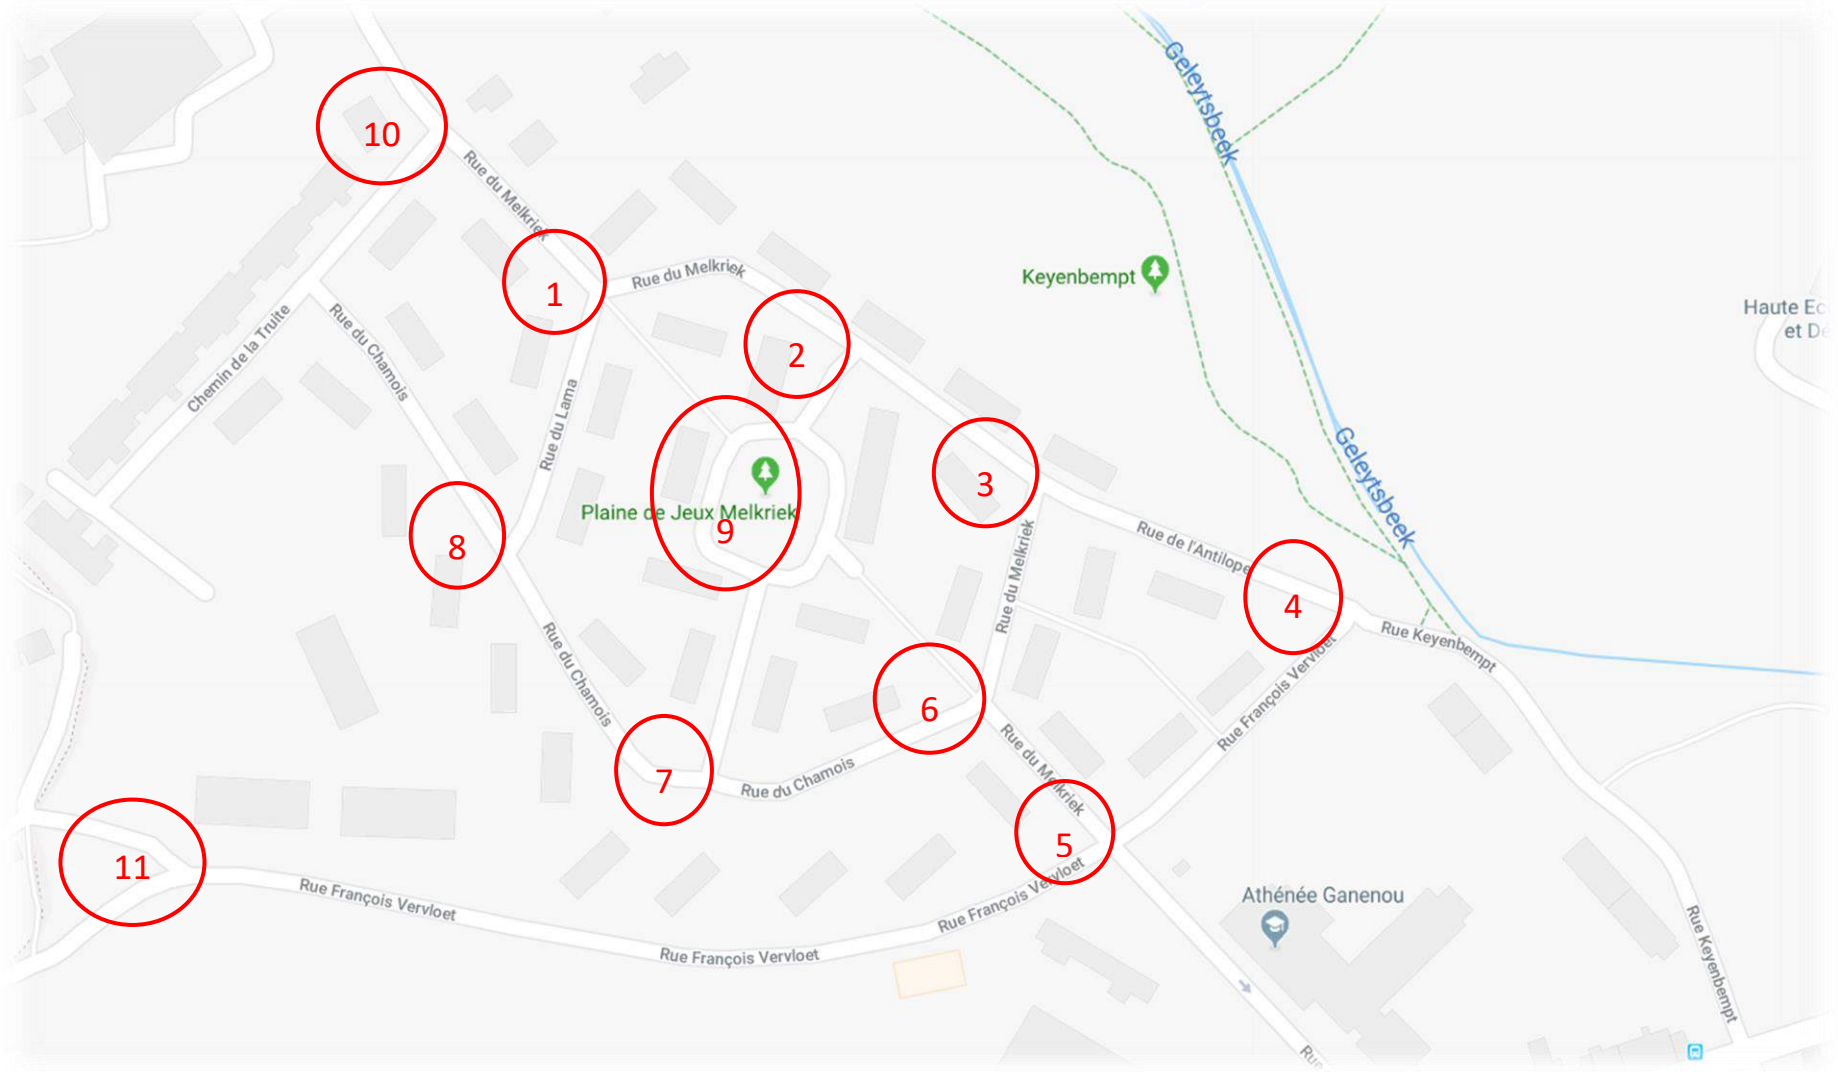 Geleytsbeek
10
Rue du Melkriek
Rue du Melkriek
Keyenbempt
1
Haute Ec
et Dé
Rue du Chamois
Chemin de la Truite
2
Rue du Lama
Geleytsbeek
3
Plaine de Jeux Melkriek
9
8
Rue du Melkriek
Rue de l'Antilope
4
Rue Keyenbempt
Rue du Chamois
6
Rue François Vervloet
7
Rue du Chamois
Rue du Melkriek
5
11
Rue François Vervloet
Rue François Vervloet
Rue François Vervloet
Athénée Ganenou
Rue Keyenbempt
Rue